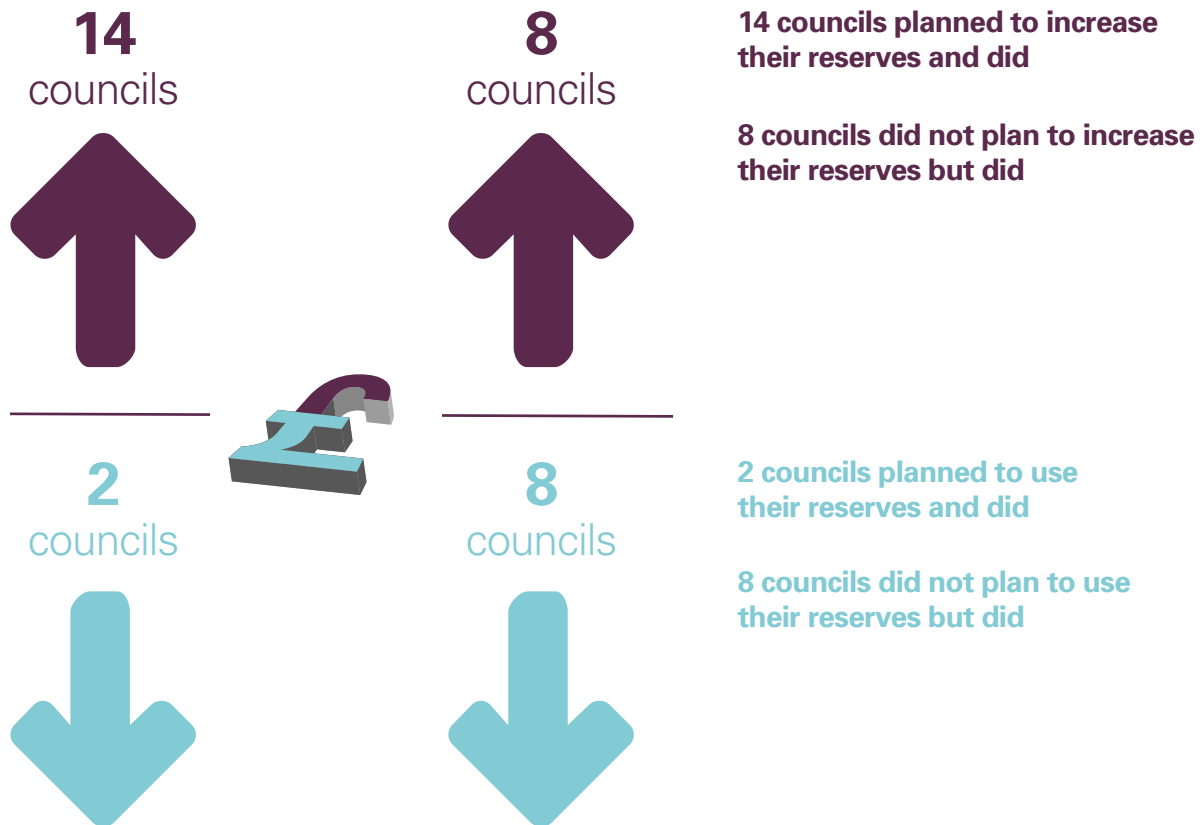 14
councils
8
councils
14 councils planned to increase
their reserves and did
8 councils did not plan to increase
their reserves but did
£
2
councils
8
councils
2 councils planned to use
their reserves and did
8 councils did not plan to use
their reserves but did